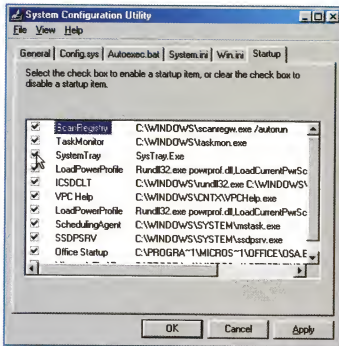 System Configuration Utility
File View Help
General Config.sys Autoexec.bat System.ini Win.ini Startup
Select the check box to enable a startup item, or clear the check box to
disable a startup item.
ScanRegistry C:\WINDOWS\scanregw.exe /autorun
TaskMonitor C:\WINDOWS\taskmon.exe
SystemTray SysTray.Exe
LoadPowerProfile Rundll32.exe powrprof.dll,LoadCurrentPwrSc
ICSDCLT C:\WINDOWS\rundll32.exe C:\WINDOWS\
VPC Help C:\WINDOWS\CNTX\VPCHelp.exe
LoadPowerProfile Rundll32.exe powrprof.dll,LoadCurrentPwrSc
SchedulingAgent C:\WINDOWS\SYSTEM\mstask.exe
SSDPSRV C:\WINDOWS\SYSTEM\ssdpsrv.exe
Office Startup C:\PROGRA~1\MICROS~1\OFFICE\OSA.E
OK Cancel Apply